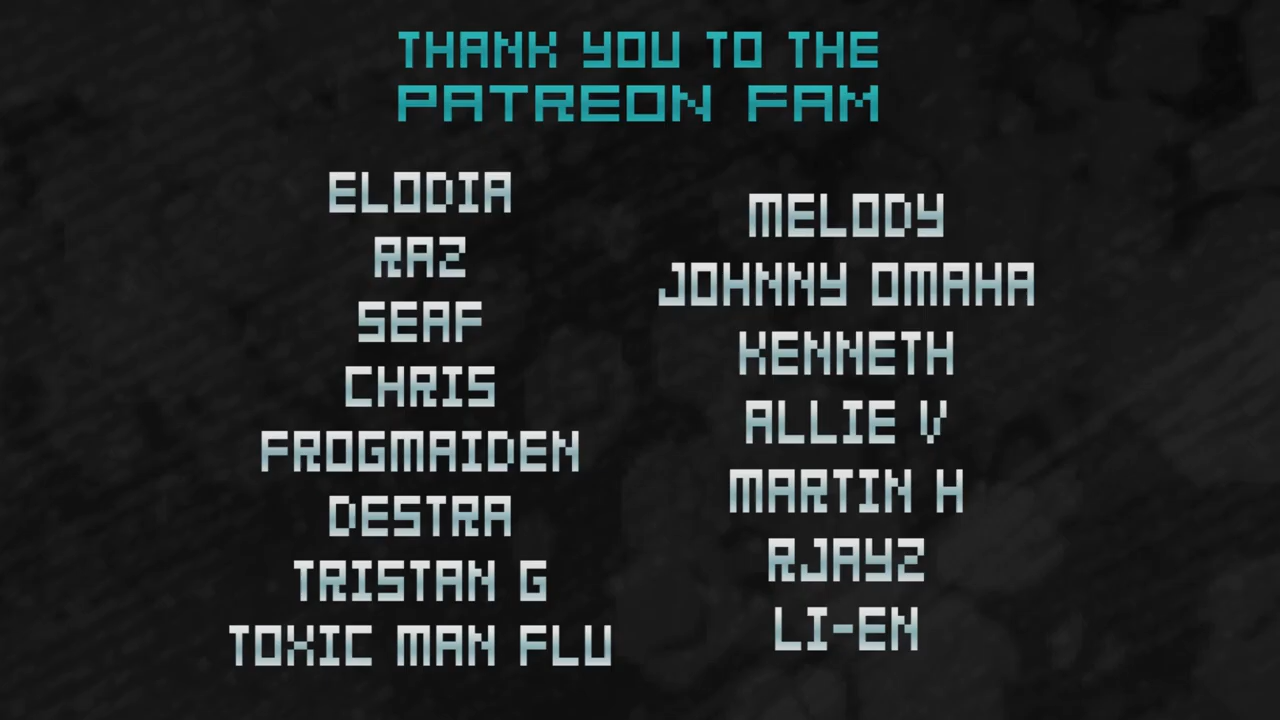 THANK YOU TO THE
PATREON FAM
ELODIA
RAZ
SEAF
CHRIS
FROGMAIDEN
DESTRA
TRISTAN G
TOXIC MAN FLU
MELODY
JOHNNY OMAHA
KENNETH
ALLIE V
MARTIN H
RJAYZ
LI-EN